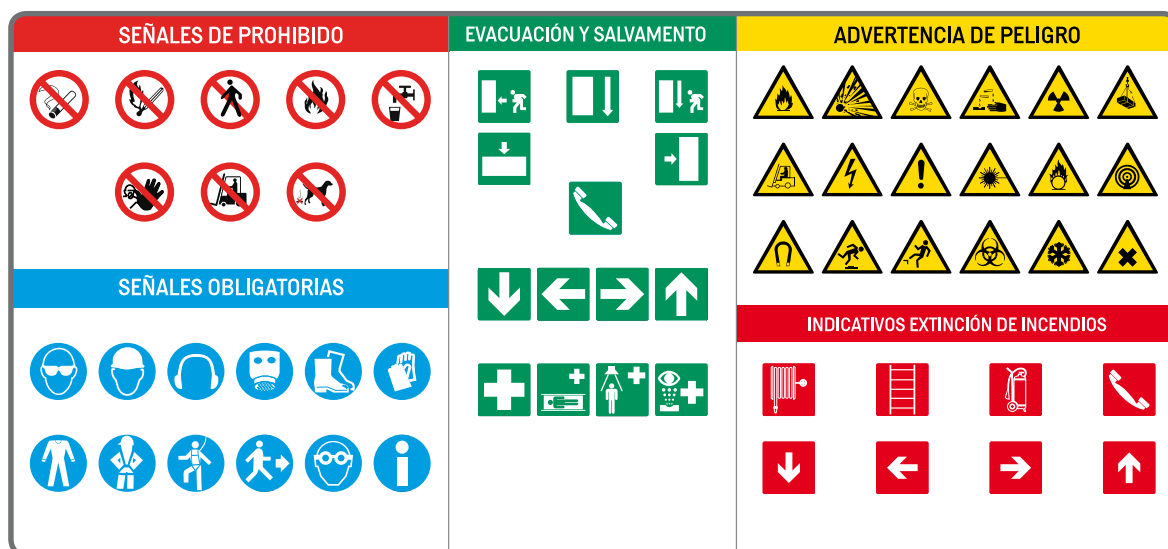 SEÑALES DE PROHIBIDO
EVACUACIÓN Y SALVAMENTO
ADVERTENCIA DE PELIGRO
SEÑALES OBLIGATORIAS
INDICATIVOS EXTINCIÓN DE INCENDIOS